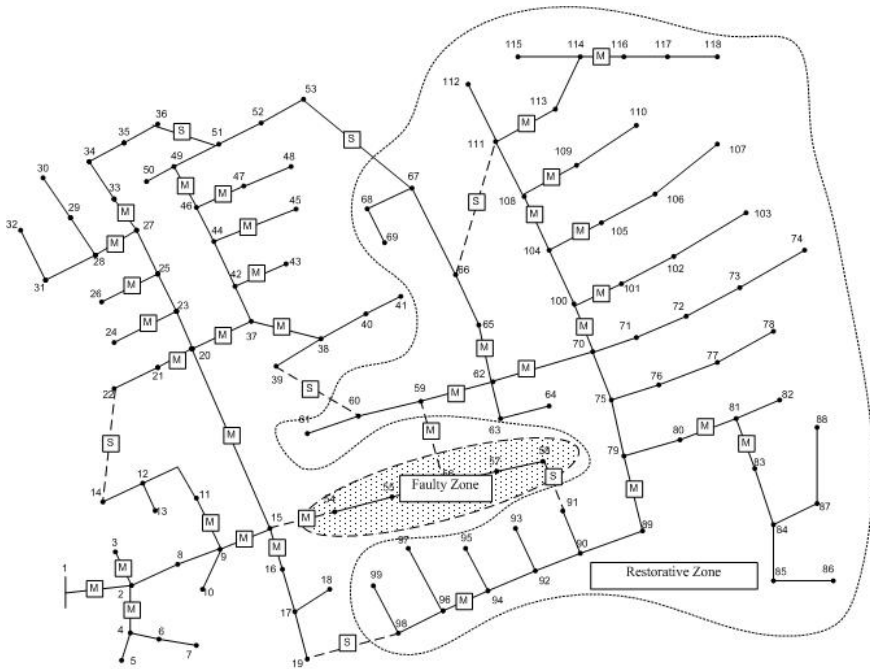 115 114 M 116 117 118
53
112
36 52
S 51
35 113 110
M
34 111
S
49 109 107
30 50 47 48 M
M M 67
33 46 45 68 S 108 106
29 M 44 M 69 M 105 103
32 27 104 M
M 42 43 66 102 74
28 25 M 101
31 M 23 100 M 73
26 M 37 41 65 M 72
24 M M 40 M 70 71 78
20 38 M 77
21 M 39 62 76
22 S 60 59 M 64 75 82
61 63 80 M 81 88
S M M
M 58 79 83
12 57 S
14 11 55 Faulty Zone 91 M 87
13 54 84
M 15 M 93 89
3 M 97 95 90
1 M 8 9 16 M 99 92 Restorative Zone
M 2 10 18 96 M 94 85 86
M 17
4 6 98
5 7 19 S